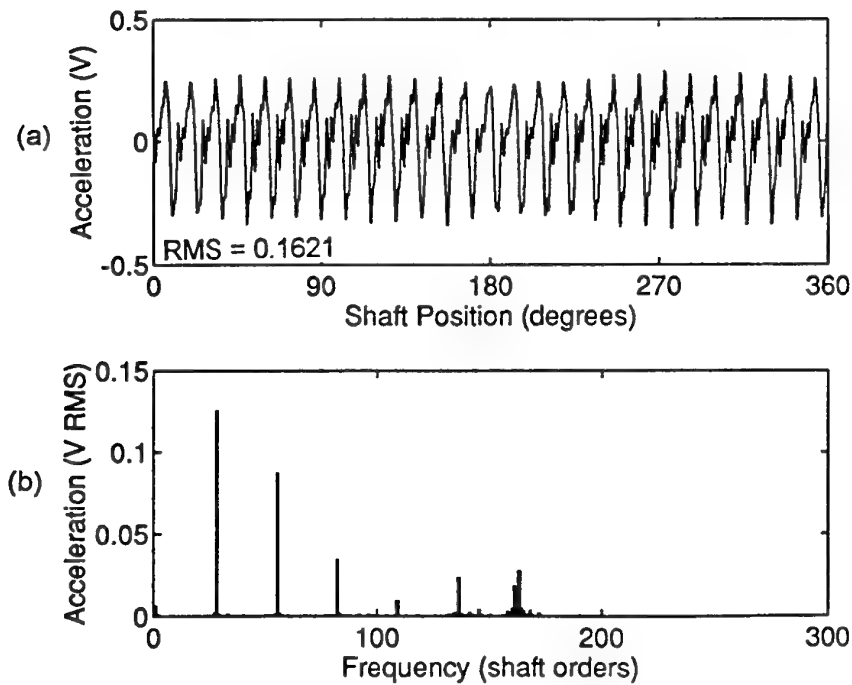 (a)
Acceleration (V)
0.5
0
-0.5
RMS = 0.1621
0 90 180 270 360
Shaft Position (degrees)
(b)
Acceleration (V RMS)
0.15
0.1
0.05
0
0 100 200 300
Frequency (shaft orders)